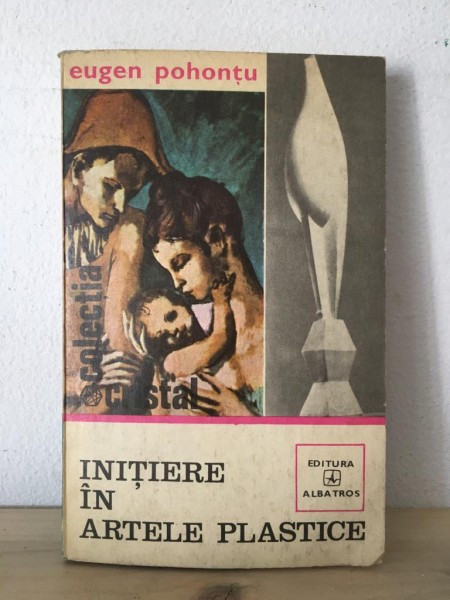 eugen pohonțu
colecția
cristal
INIȚIERE
ÎN
ARTELE PLASTICE
EDITURA
ALBATROS